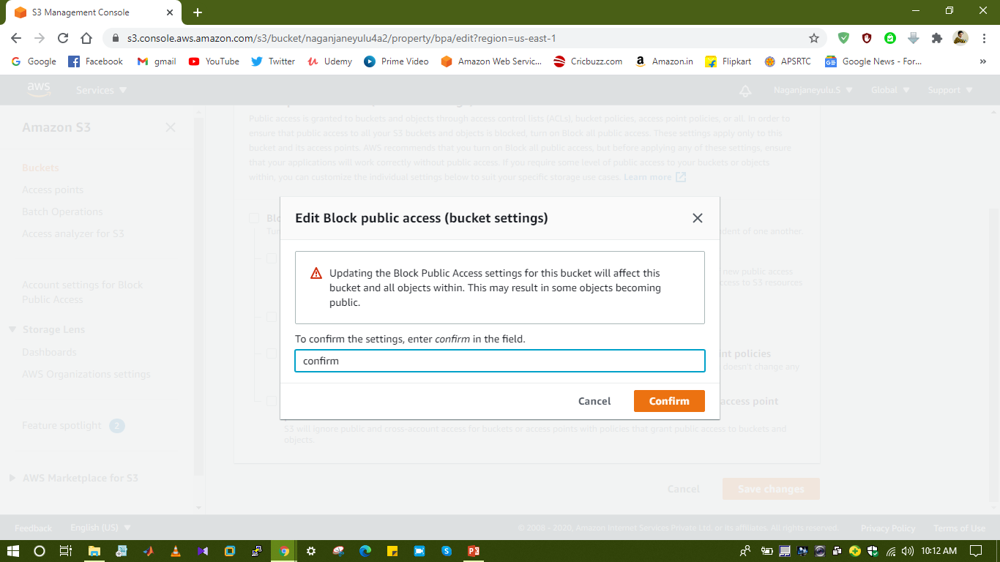 S3 Management Console
s3.console.aws.amazon.com/s3/bucket/naganjaneyulu4a2/property/bpa/edit?region=us-east-1
Google Facebook gmail YouTube Twitter Udemy Prime Video Amazon Web Servic... Cricbuzz.com Amazon.in Flipkart APSRTC Google News - For... »
aws Services Naganjaneyulu.S Global Support
Amazon S3
Buckets
Access points
Batch Operations
Access analyzer for S3
Account settings for Block
Public Access
Storage Lens
Dashboards
AWS Organizations settings
Feature spotlight 2
AWS Marketplace for S3
Public access is granted to buckets and objects through access control lists (ACLs), bucket policies, access point policies, or all. In order to
ensure that public access to all your S3 buckets and objects is blocked, turn on Block all public access. These settings apply only to this
bucket and its access points. AWS recommends that you turn on Block all public access, but before applying any of these settings, ensure
that your applications will work correctly without public access. If you require some level of public access to your buckets or objects
within, you can customize the individual settings below to suit your specific storage use cases. Learn more
Edit Block public access (bucket settings)
Updating the Block Public Access settings for this bucket will affect this
bucket and all objects within. This may result in some objects becoming
public.
To confirm the settings, enter confirm in the field.
confirm
Cancel Confirm
of one another.
new public access
to S3 resources
policies
doesn't change any
access point
S3 will ignore public and cross-account access for buckets or access points with policies that grant public access to buckets and
objects.
Cancel Save changes
Feedback English (US) © 2008 - 2020, Amazon Internet Services Private Ltd. or its affiliates. All rights reserved. Privacy Policy Terms of Use
10:12 AM